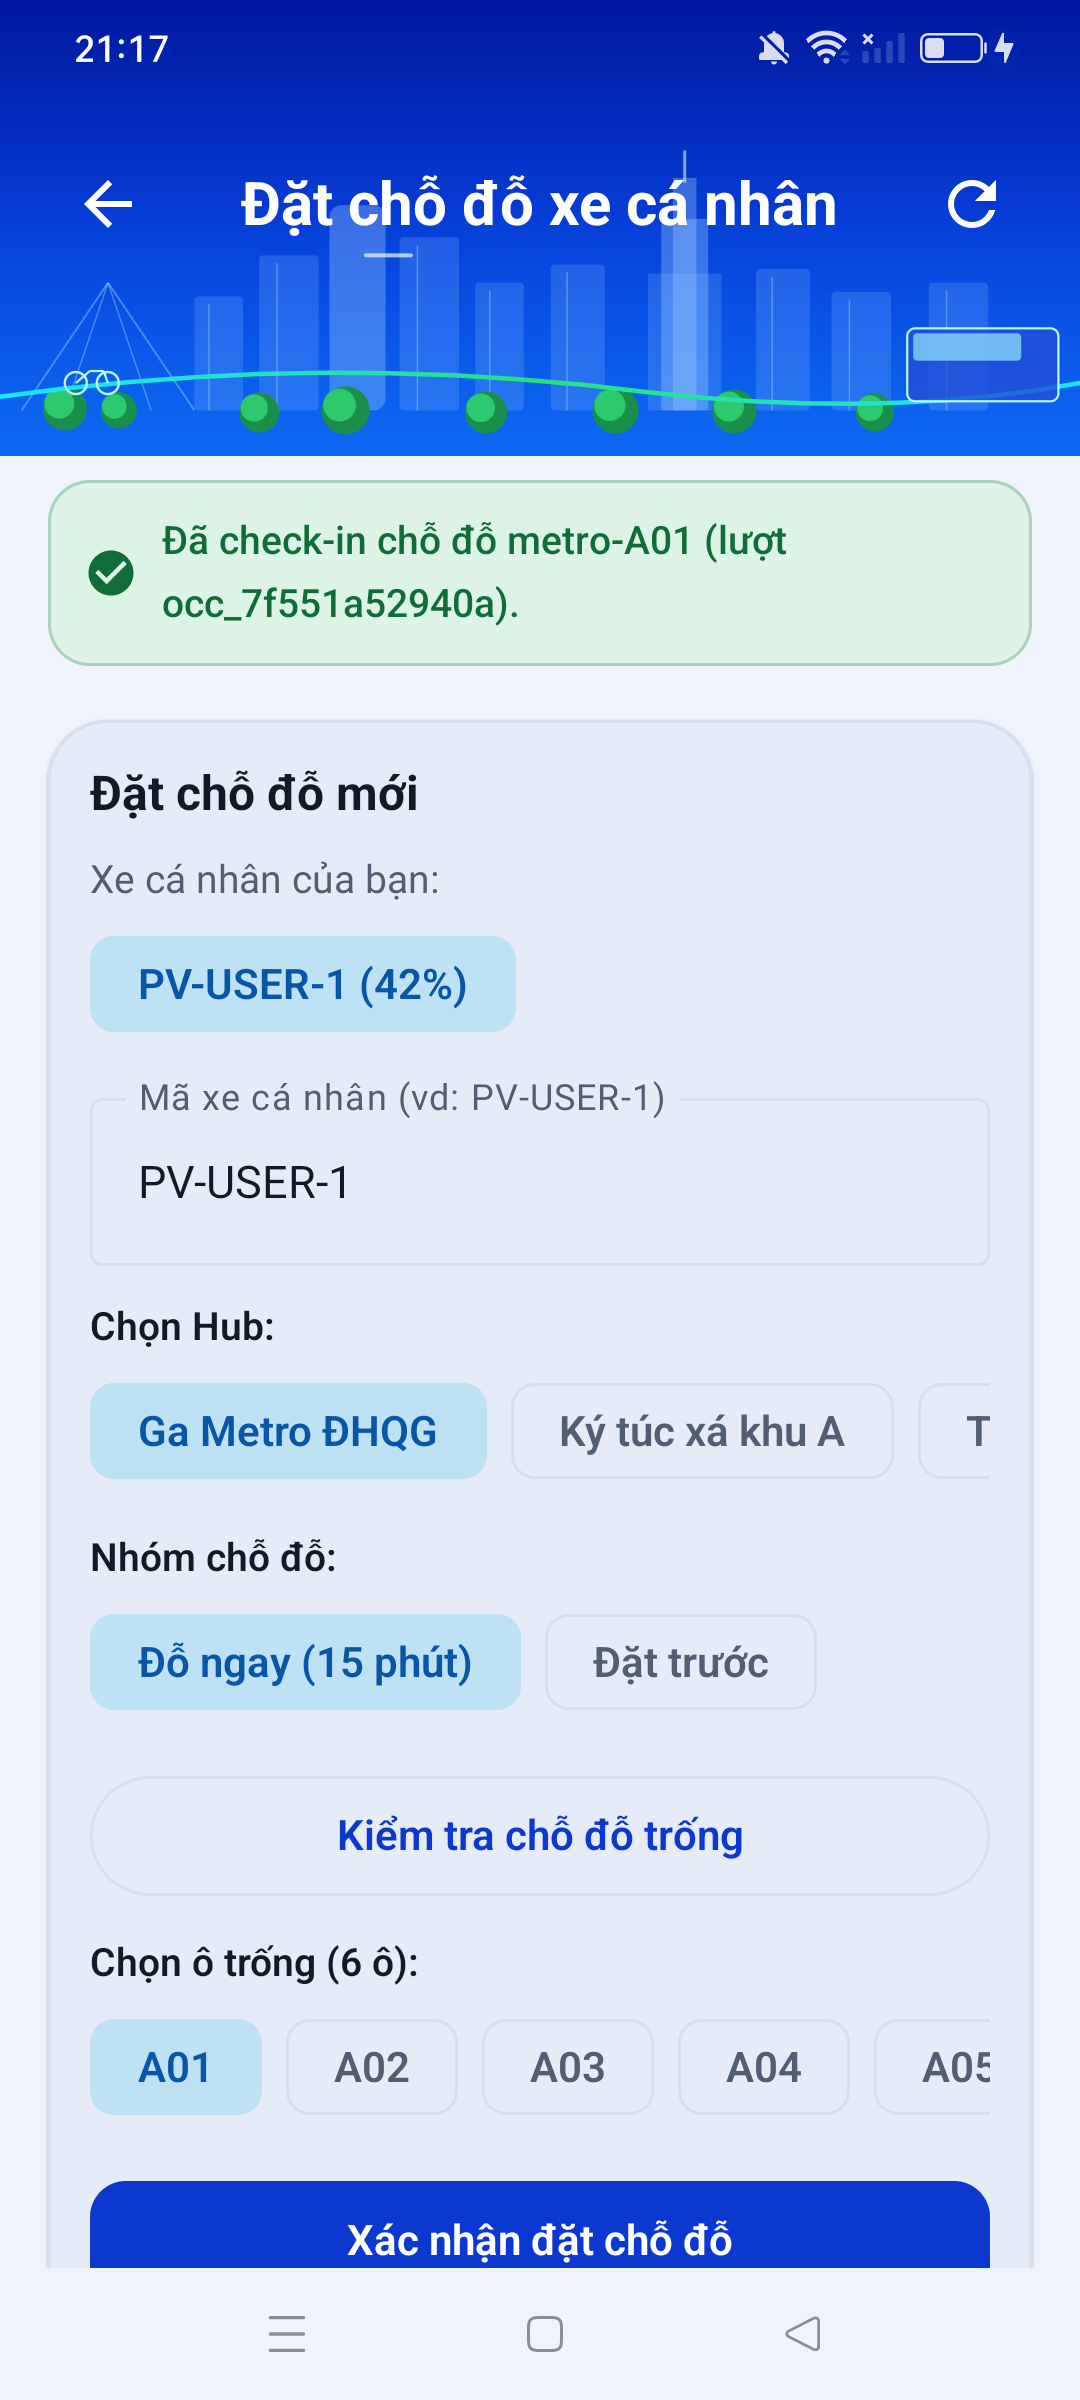 21:17
Đặt chỗ đỗ xe cá nhân
Đã check-in chỗ đỗ metro-A01 (lượt
occ_7f551a52940a).
Đặt chỗ đỗ mới
Xe cá nhân của bạn:
PV-USER-1 (42%)
Mã xe cá nhân (vd: PV-USER-1)
PV-USER-1
Chọn Hub:
Ga Metro ĐHQG Ký túc xá khu A T
Nhóm chỗ đỗ:
Đỗ ngay (15 phút) Đặt trước
Kiểm tra chỗ đỗ trống
Chọn ô trống (6 ô):
A01 A02 A03 A04 A05
Xác nhận đặt chỗ đỗ